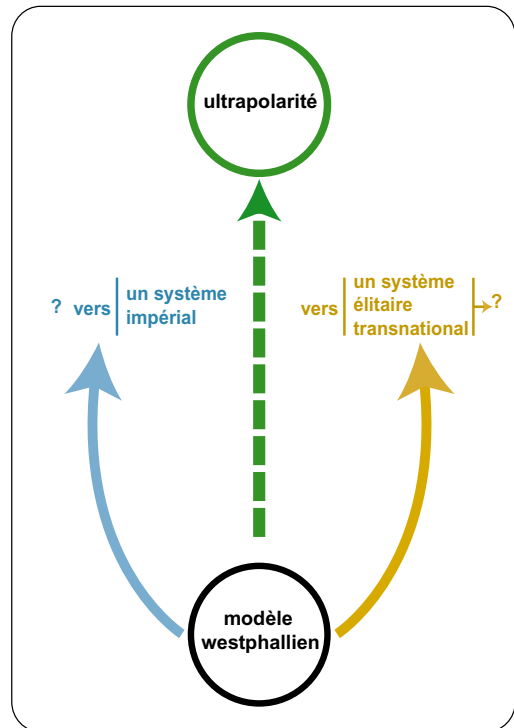 ultrapolarité
? vers
un système
impérial
vers
un système
élitaire
transnational
?
modèle
westphallien